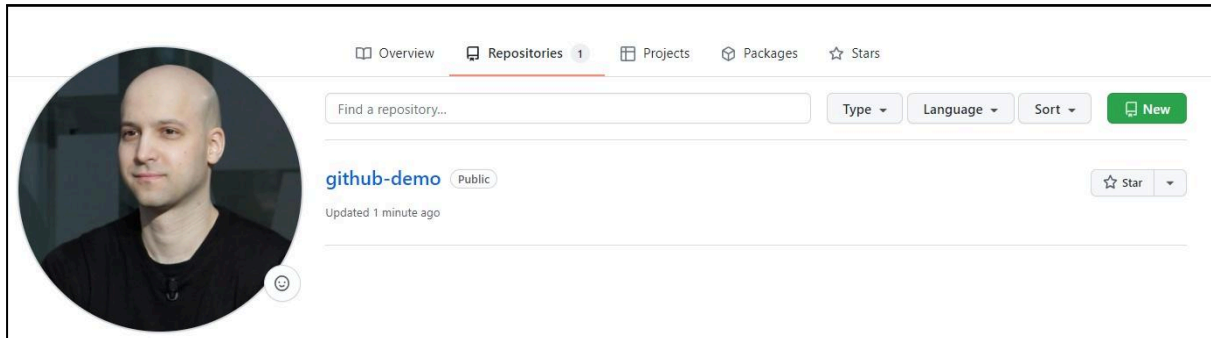 Overview Repositories 1 Projects Packages Stars
Find a repository... Type Language Sort New
github-demo Public Star
Updated 1 minute ago